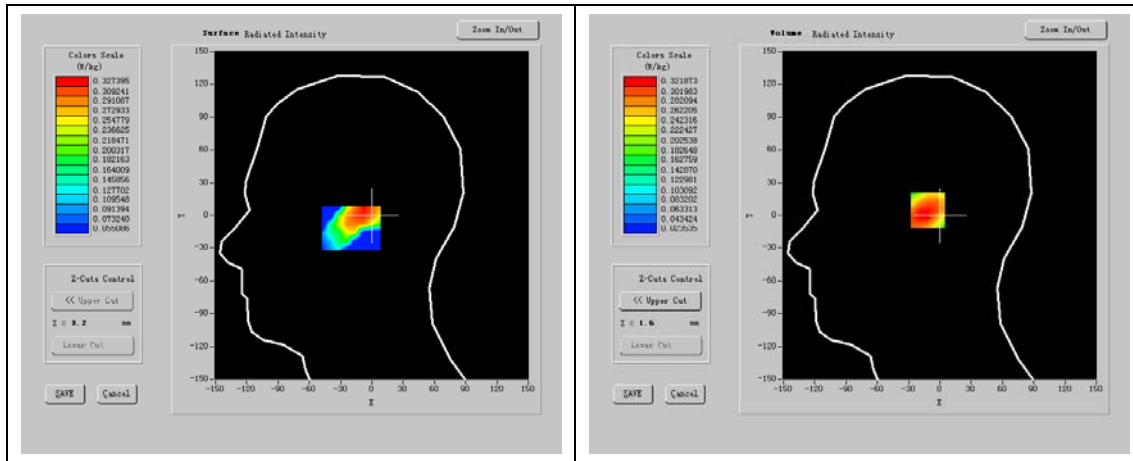 Surface Radiated Intensity
Zoom In/Out
Colors Scale
(W/kg)
0.327395
0.309241
0.291087
0.272933
0.254779
0.236625
0.218471
0.200317
0.182163
0.164009
0.145856
0.127702
0.109548
0.091394
0.073240
0.055086
150
120
90
60
30
0
-30
-60
-90
-120
-150
Y
-150 -120 -90 -60 -30 0 30 60 90 120 150
X
Z-Cuts Control
<< Upper Cut
Z = 3.2 mm
Lower Cut
SAVE Cancel
Volume Radiated Intensity
Zoom In/Out
Colors Scale
(W/kg)
0.321873
0.301983
0.282094
0.262205
0.242316
0.222427
0.202538
0.182648
0.162759
0.142870
0.122981
0.103092
0.083202
0.063313
0.043424
0.023535
150
120
90
60
30
0
-30
-60
-90
-120
-150
Y
-150 -120 -90 -60 -30 0 30 60 90 120 150
X
Z-Cuts Control
<< Upper Cut
Z = 1.6 mm
Lower Cut
SAVE Cancel